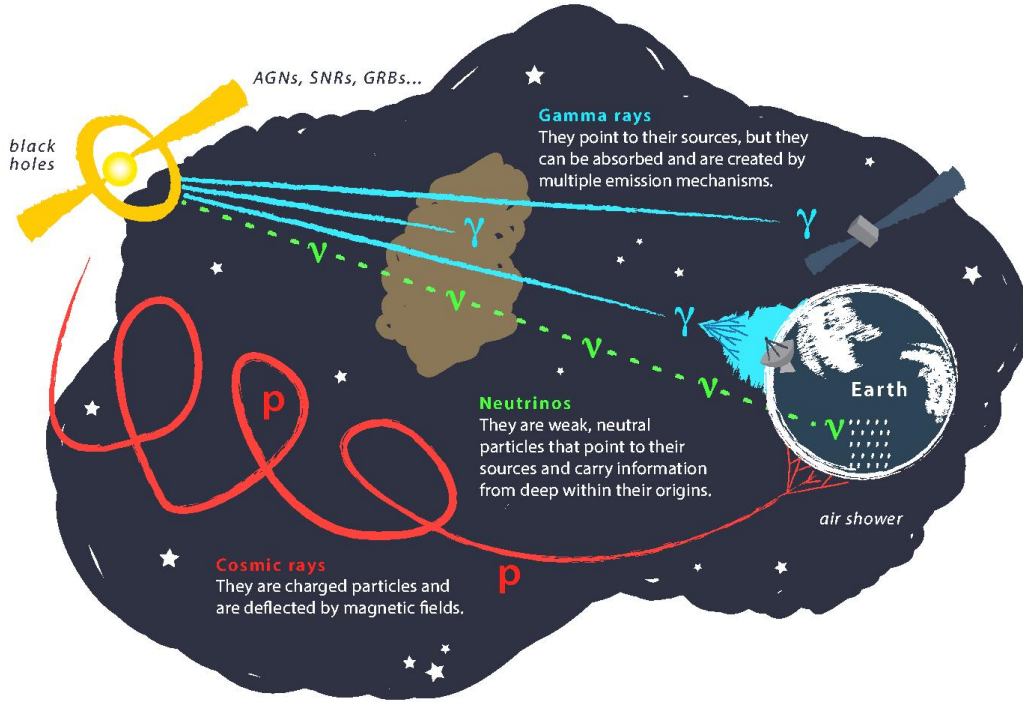 AGNs, SNRs, GRBs...
black
holes
Gamma rays
They point to their sources, but they
can be absorbed and are created by
multiple emission mechanisms.
γ
γ
γ
ν
ν
ν
ν
ν
Earth
p
Neutrinos
They are weak, neutral
particles that point to their
sources and carry information
from deep within their origins.
air shower
Cosmic rays
They are charged particles and
are deflected by magnetic fields.
p